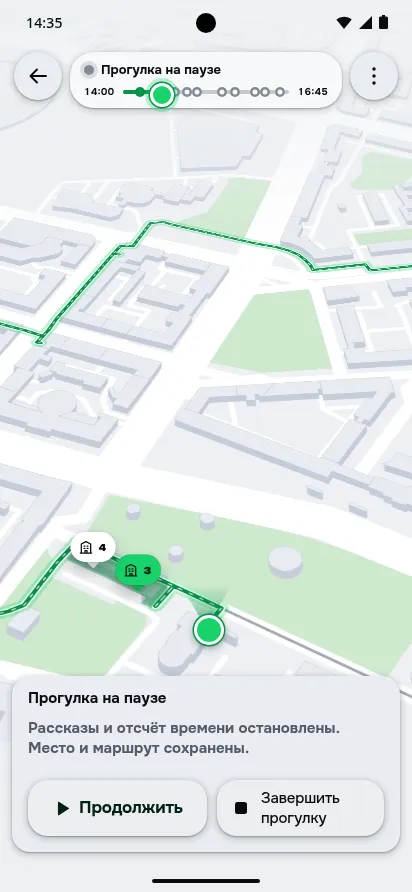 14:35
Прогулка на паузе
14:00
16:45
4
3
Прогулка на паузе
Рассказы и отсчёт времени остановлены.
Место и маршрут сохранены.
Продолжить
Завершить
прогулку